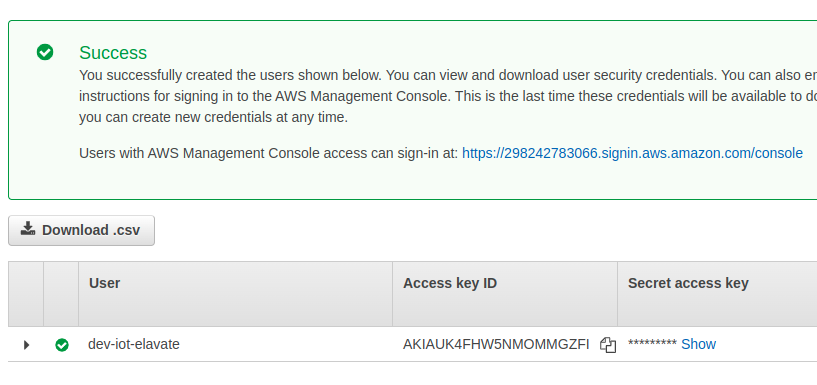 Success
You successfully created the users shown below. You can view and download user security credentials. You can also
instructions for signing in to the AWS Management Console. This is the last time these credentials will be available to
you can create new credentials at any time.
Users with AWS Management Console access can sign-in at: https://298242783066.signin.aws.amazon.com/console
Download .csv
User Access key ID Secret access key
dev-iot-elavate AKIAUK4FHW5NMOMMGZFI ********* Show